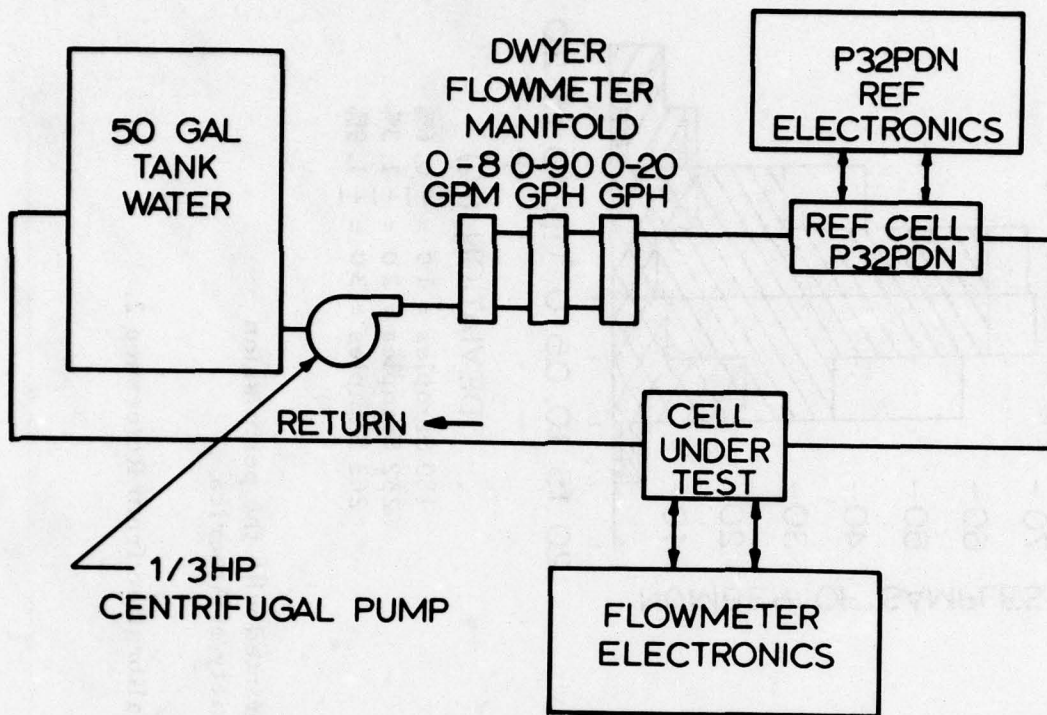 50 GAL
TANK
WATER
DWYER
FLOWMETER
MANIFOLD
0-8 0-90 0-20
GPM GPH GPH
P32PDN
REF
ELECTRONICS
REF CELL
P32PDN
RETURN
CELL
UNDER
TEST
1/3HP
CENTRIFUGAL PUMP
FLOWMETER
ELECTRONICS